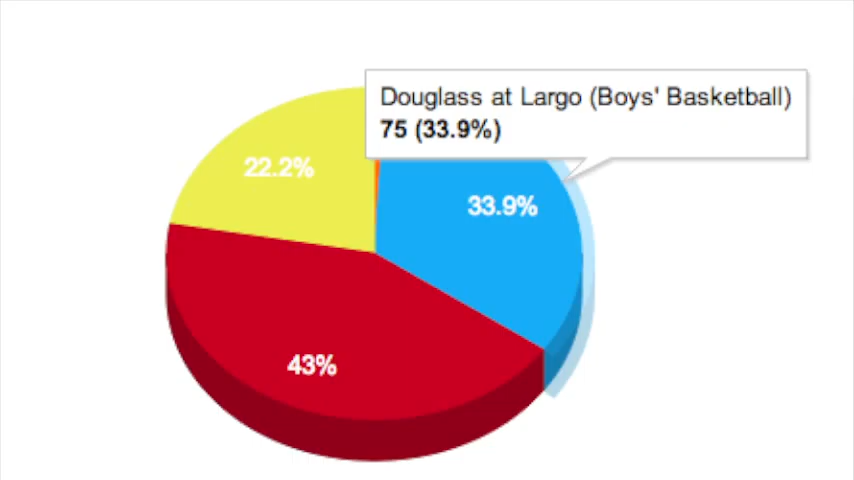 Douglass at Largo (Boys' Basketball)
75 (33.9%)
22.2%
33.9%
43%